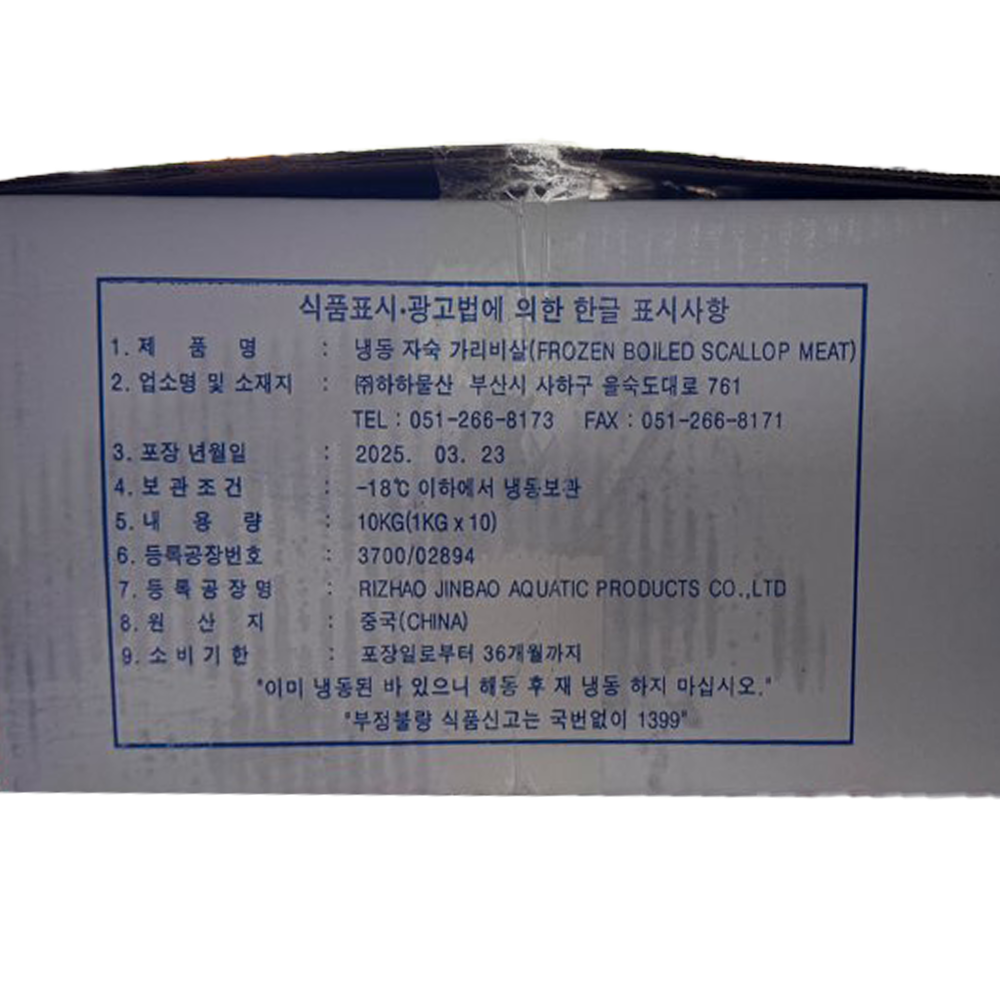 식품표시·광고법에 의한 한글 표시사항
1. 제 품 명 : 냉동 자숙 가리비살(FROZEN BOILED SCALLOP MEAT)
2. 업소명 및 소재지 : ㈜하하물산 부산시 사하구 을숙도대로 761
TEL : 051-266-8173 FAX : 051-266-8171
3. 포장 년월일 : 2025. 03. 23
4. 보 관 조 건 : -18℃ 이하에서 냉동보관
5. 내 용 량 : 10KG(1KG x 10)
6. 등록공장번호 : 3700/02894
7. 등 록 공 장 명 : RIZHAO JINBAO AQUATIC PRODUCTS CO.,LTD
8. 원 산 지 : 중국(CHINA)
9. 소 비 기 한 : 포장일로부터 36개월까지
"이미 냉동된 바 있으니 해동 후 재 냉동 하지 마십시오."
"부정불량 식품신고는 국번없이 1399"